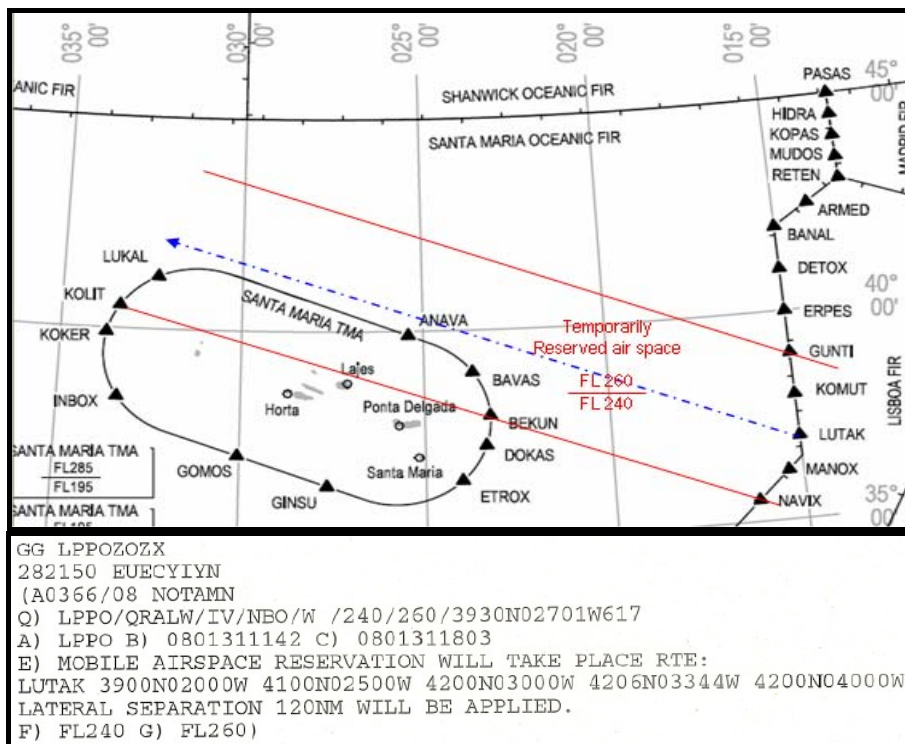 035°
00'
030°
00'
025°
00'
020°
00'
015°
00'
PASAS
45°
00'
ANIC FIR
SHANWICK OCEANIC FIR
HIDRA
KOPAS
SANTA MARIA OCEANIC FIR
MUDOS
RETEN
MADRID FIR
ARMED
BANAL
LUKAL
DETOX
KOLIT
SANTA MARIA TMA
40°
00'
ERPES
KOKER
ANAVA
Temporarily
Reserved air space
GUNTI
Lajes
BAVAS
FL 260
FL 240
KOMUT
LISBOA FIR
INBOX
Horta
Ponta Delgada
BEKUN
LUTAK
DOKAS
SANTA MARIA TMA
FL285
FL195
GOMOS
Santa Maria
MANOX
ETROX
NAVIX
35°
00'
GINSU
SANTA MARIA TMA
FL195
GG LPPOZOZX
282150 EUECYIYN
(A0366/08 NOTAMN
Q) LPPO/QRALW/IV/NBO/W /240/260/3930N02701W617
A) LPPO B) 0801311142 C) 0801311803
E) MOBILE AIRSPACE RESERVATION WILL TAKE PLACE RTE:
LUTAK 3900N02000W 4100N02500W 4200N03000W 4206N03344W 4200N04000W
LATERAL SEPARATION 120NM WILL BE APPLIED.
F) FL240 G) FL260)